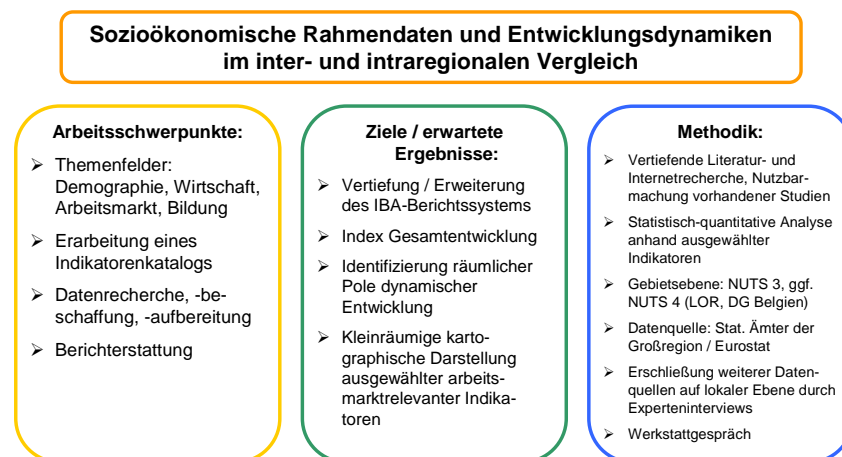 Sozioökonomische Rahmendaten und Entwicklungsdynamiken
im inter- und intraregionalen Vergleich
Arbeitsschwerpunkte:
➢ Themenfelder:
Demographie, Wirtschaft,
Arbeitsmarkt, Bildung
➢ Erarbeitung eines
Indikatorenkatalogs
➢ Datenrecherche, -be-
schaffung, -aufbereitung
➢ Berichterstattung
Ziele / erwartete
Ergebnisse:
➢ Vertiefung / Erweiterung
des IBA-Berichtssystems
➢ Index Gesamtentwicklung
➢ Identifizierung räumlicher
Pole dynamischer
Entwicklung
➢ Kleinräumige karto-
graphische Darstellung
ausgewählter arbeits-
marktrelevanter Indika-
toren
Methodik:
➢ Vertiefende Literatur- und
Internetrecherche, Nutzbar-
machung vorhandener Studien
➢ Statistisch-quantitative Analyse
anhand ausgewählter
Indikatoren
➢ Gebietsebene: NUTS 3, ggf.
NUTS 4 (LOR, DG Belgien)
➢ Datenquelle: Stat. Ämter der
Großregion / Eurostat
➢ Erschließung weiterer Daten-
quellen auf lokaler Ebene durch
Experteninterviews
➢ Werkstattgespräch